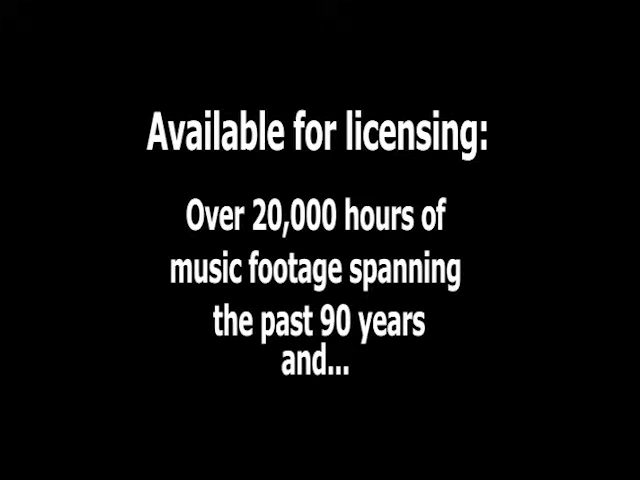 Available for licensing:
Over 20,000 hours of
music footage spanning
the past 90 years
and...